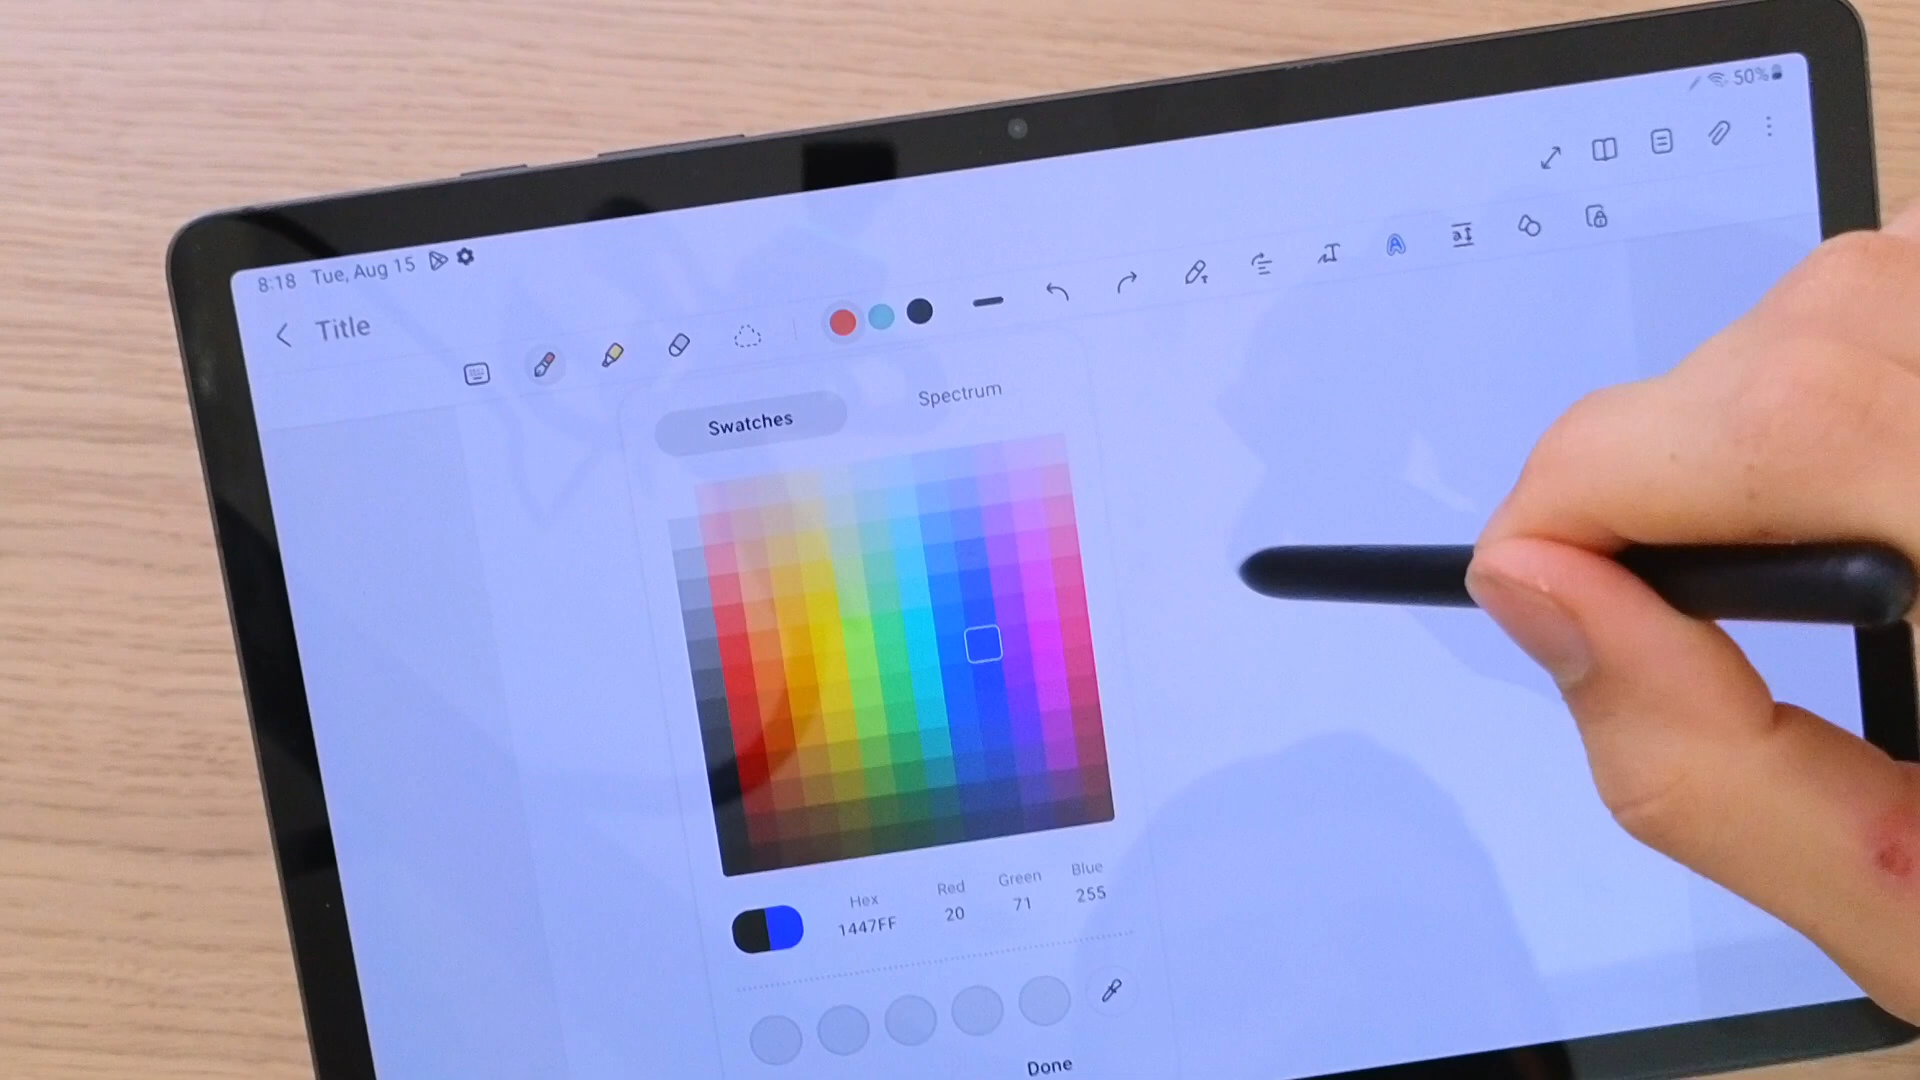 8:18 Tue, Aug 15
50%
Title
Swatches
Spectrum
Hex
Red
Green
Blue
1447FF
20
71
255
Done